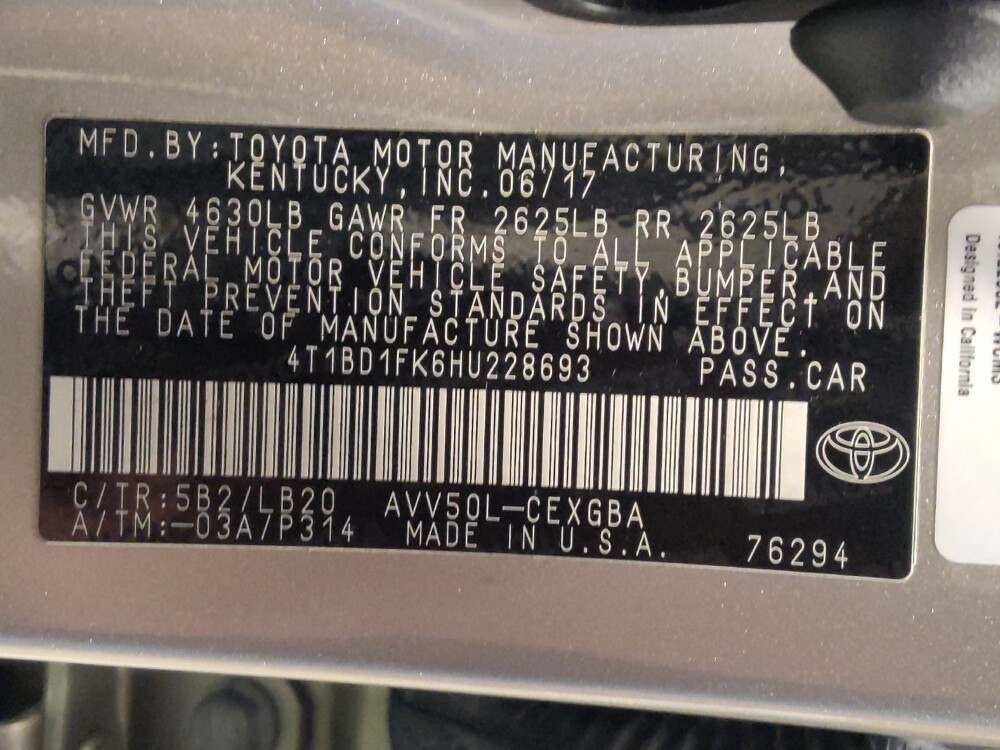 MFD.BY:TOYOTA MOTOR MANUFACTURING,
KENTUCKY,INC.06/17
GVWR 4630LB GAWR FR 2625LB RR 2625LB
THIS VEHICLE CONFORMS TO ALL APPLICABLE
FEDERAL MOTOR VEHICLE SAFETY,BUMPER,AND
THEFT PREVENTION STANDARDS IN EFFECT ON
THE DATE OF MANUFACTURE SHOWN ABOVE.
4T1BD1FK6HU228693 PASS.CAR
C/TR:5B2/LB20 AVV50L-CEXGBA
A/TM:-03A/P314 MADE IN U.S.A. 76294
Designed in California